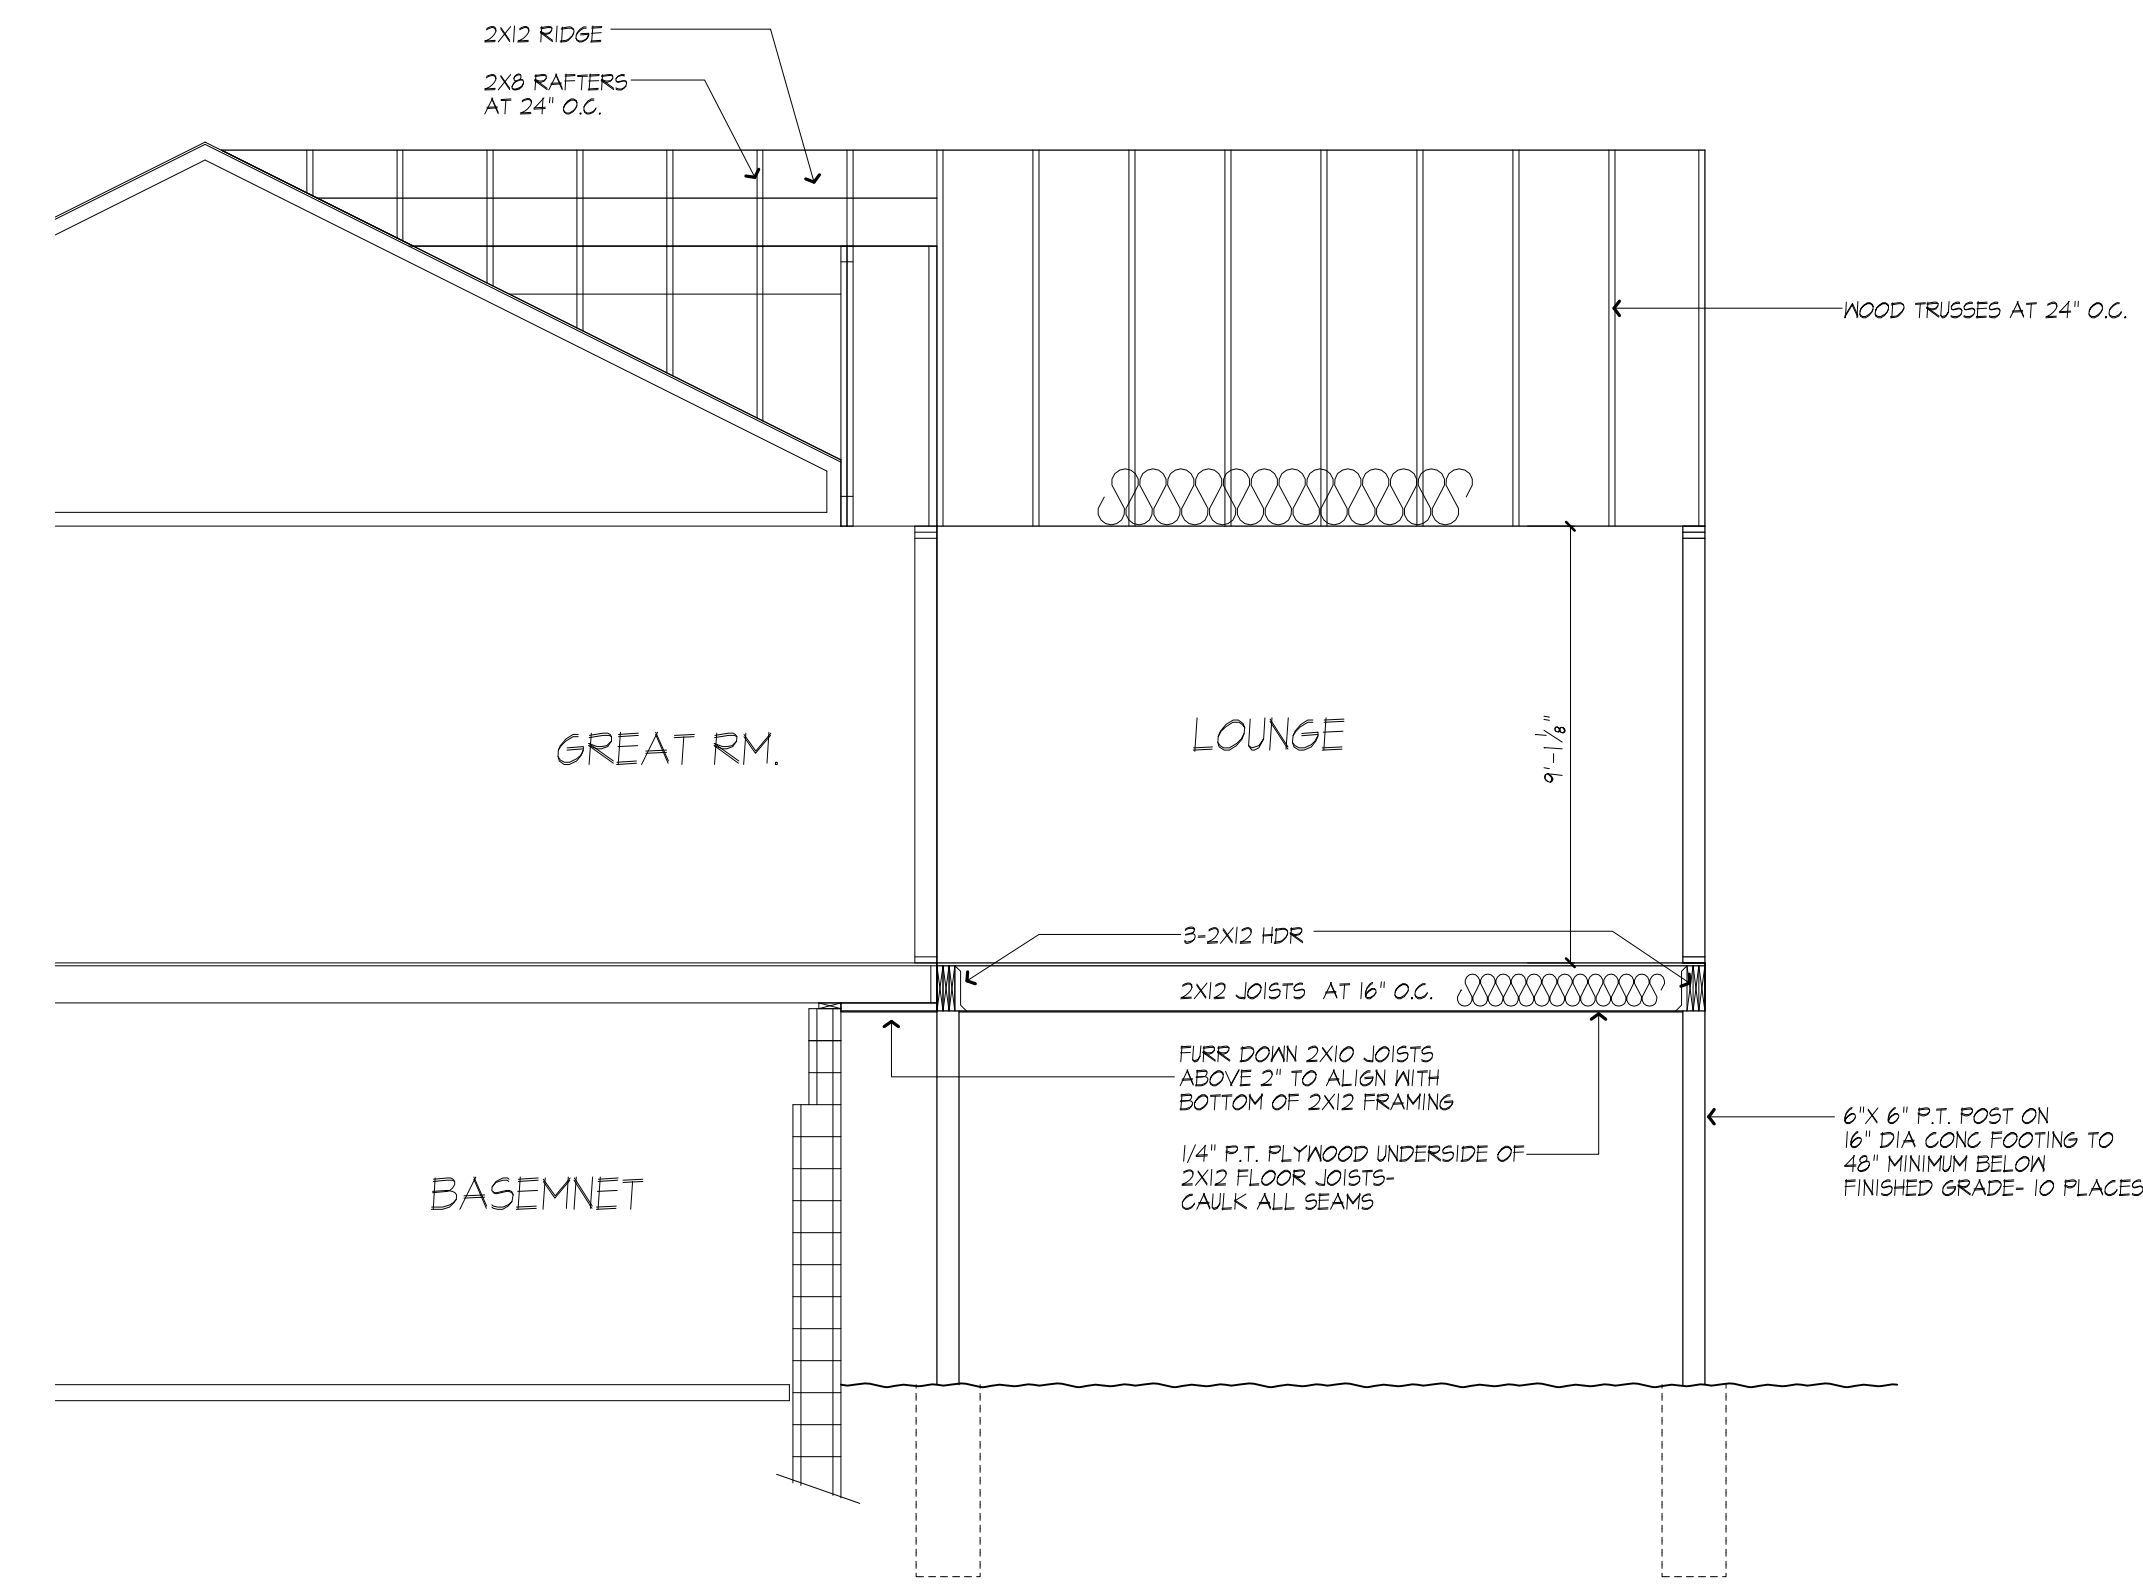 2X12 RIDGE
2X8 RAFTERS
AT 24" O.C.
WOOD TRUSSES AT 24" O.C.
GREAT RM.
LOUNGE
9'-1 1/8"
3-2X12 HDR
2X12 JOISTS AT 16" O.C.
FURR DOWN 2X10 JOISTS
ABOVE 2" TO ALIGN WITH
BOTTOM OF 2X12 FRAMING
1/4" P.T. PLYWOOD UNDERSIDE OF
2X12 FLOOR JOISTS-
CAULK ALL SEAMS
6"X 6" P.T. POST ON
16" DIA CONC FOOTING TO
48" MINIMUM BELOW
FINISHED GRADE- 10 PLACES
BASEMNET